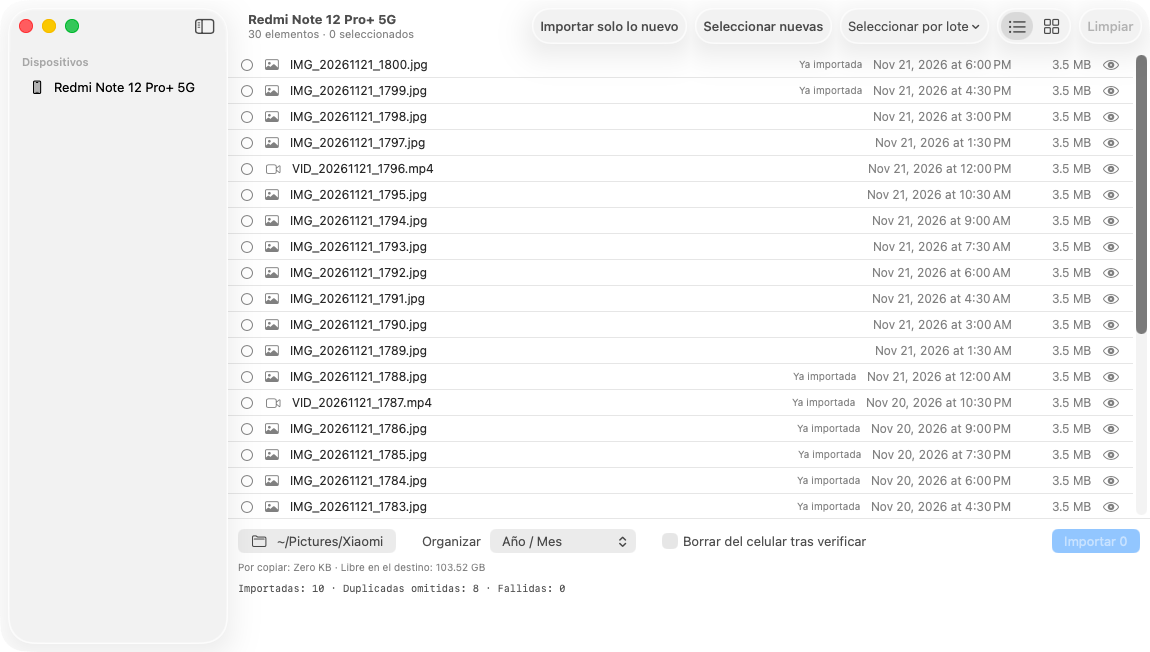 Redmi Note 12 Pro+ 5G
30 elementos · 0 seleccionados
Importar solo lo nuevo
Seleccionar nuevas
Seleccionar por lote
Limpiar
Dispositivos
Redmi Note 12 Pro+ 5G
IMG_20261121_1800.jpg Ya importada Nov 21, 2026 at 6:00 PM 3.5 MB
IMG_20261121_1799.jpg Ya importada Nov 21, 2026 at 4:30 PM 3.5 MB
IMG_20261121_1798.jpg Nov 21, 2026 at 3:00 PM 3.5 MB
IMG_20261121_1797.jpg Nov 21, 2026 at 1:30 PM 3.5 MB
VID_20261121_1796.mp4 Nov 21, 2026 at 12:00 PM 3.5 MB
IMG_20261121_1795.jpg Nov 21, 2026 at 10:30 AM 3.5 MB
IMG_20261121_1794.jpg Nov 21, 2026 at 9:00 AM 3.5 MB
IMG_20261121_1793.jpg Nov 21, 2026 at 7:30 AM 3.5 MB
IMG_20261121_1792.jpg Nov 21, 2026 at 6:00 AM 3.5 MB
IMG_20261121_1791.jpg Nov 21, 2026 at 4:30 AM 3.5 MB
IMG_20261121_1790.jpg Nov 21, 2026 at 3:00 AM 3.5 MB
IMG_20261121_1789.jpg Nov 21, 2026 at 1:30 AM 3.5 MB
IMG_20261121_1788.jpg Ya importada Nov 21, 2026 at 12:00 AM 3.5 MB
VID_20261121_1787.mp4 Ya importada Nov 20, 2026 at 10:30 PM 3.5 MB
IMG_20261121_1786.jpg Ya importada Nov 20, 2026 at 9:00 PM 3.5 MB
IMG_20261121_1785.jpg Ya importada Nov 20, 2026 at 7:30 PM 3.5 MB
IMG_20261121_1784.jpg Ya importada Nov 20, 2026 at 6:00 PM 3.5 MB
IMG_20261121_1783.jpg Ya importada Nov 20, 2026 at 4:30 PM 3.5 MB
~/Pictures/Xiaomi Organizar Año / Mes Borrar del celular tras verificar Importar 0
Por copiar: Zero KB · Libre en el destino: 103.52 GB
Importadas: 10 · Duplicadas omitidas: 8 · Fallidas: 0